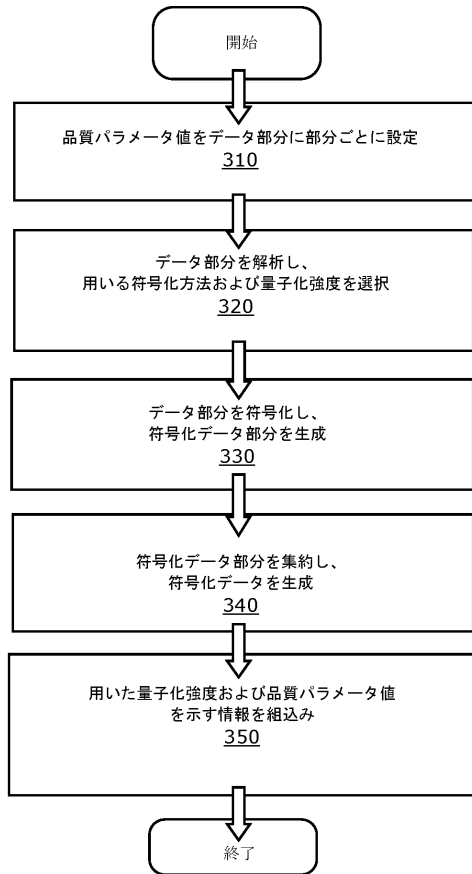 開始
品質パラメータ値をデータ部分に部分ごとに設定
310
データ部分を解析し、
用いる符号化方法および量子化強度を選択
320
データ部分を符号化し、
符号化データ部分を生成
330
符号化データ部分を集約し、
符号化データを生成
340
用いた量子化強度および品質パラメータ値
を示す情報を組込み
350
終了